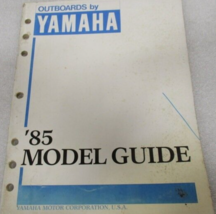 OUTBOARDS by
YAMAHA
'85
MODEL GUIDE
YAMAHA MOTOR CORPORATION, U.S.A.